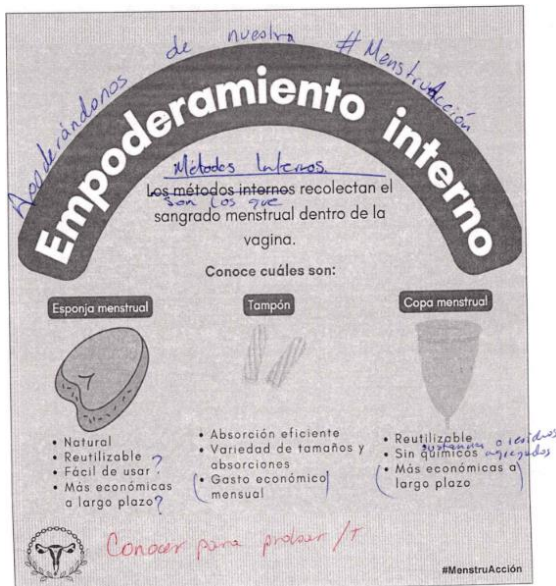 Apoderándonos de nuestra #MenstruAcción
Empoderamiento interno
Métodos Internos.
Los métodos internos recolectan el
son los que
sangrado menstrual dentro de la
vagina.
Conoce cuáles son:
Esponja menstrual
• Natural
• Reutilizable ?
• Fácil de usar ?
• Más económicas
a largo plazo ?
Tampón
• Absorción eficiente
• Variedad de tamaños y
absorciones
( • Gasto económico )
mensual
Copa menstrual
• Reutilizable
sustancias o residuos
• Sin químicos agregados
( • Más económicas a )
largo plazo
Conocer para probar
#MenstruAcción